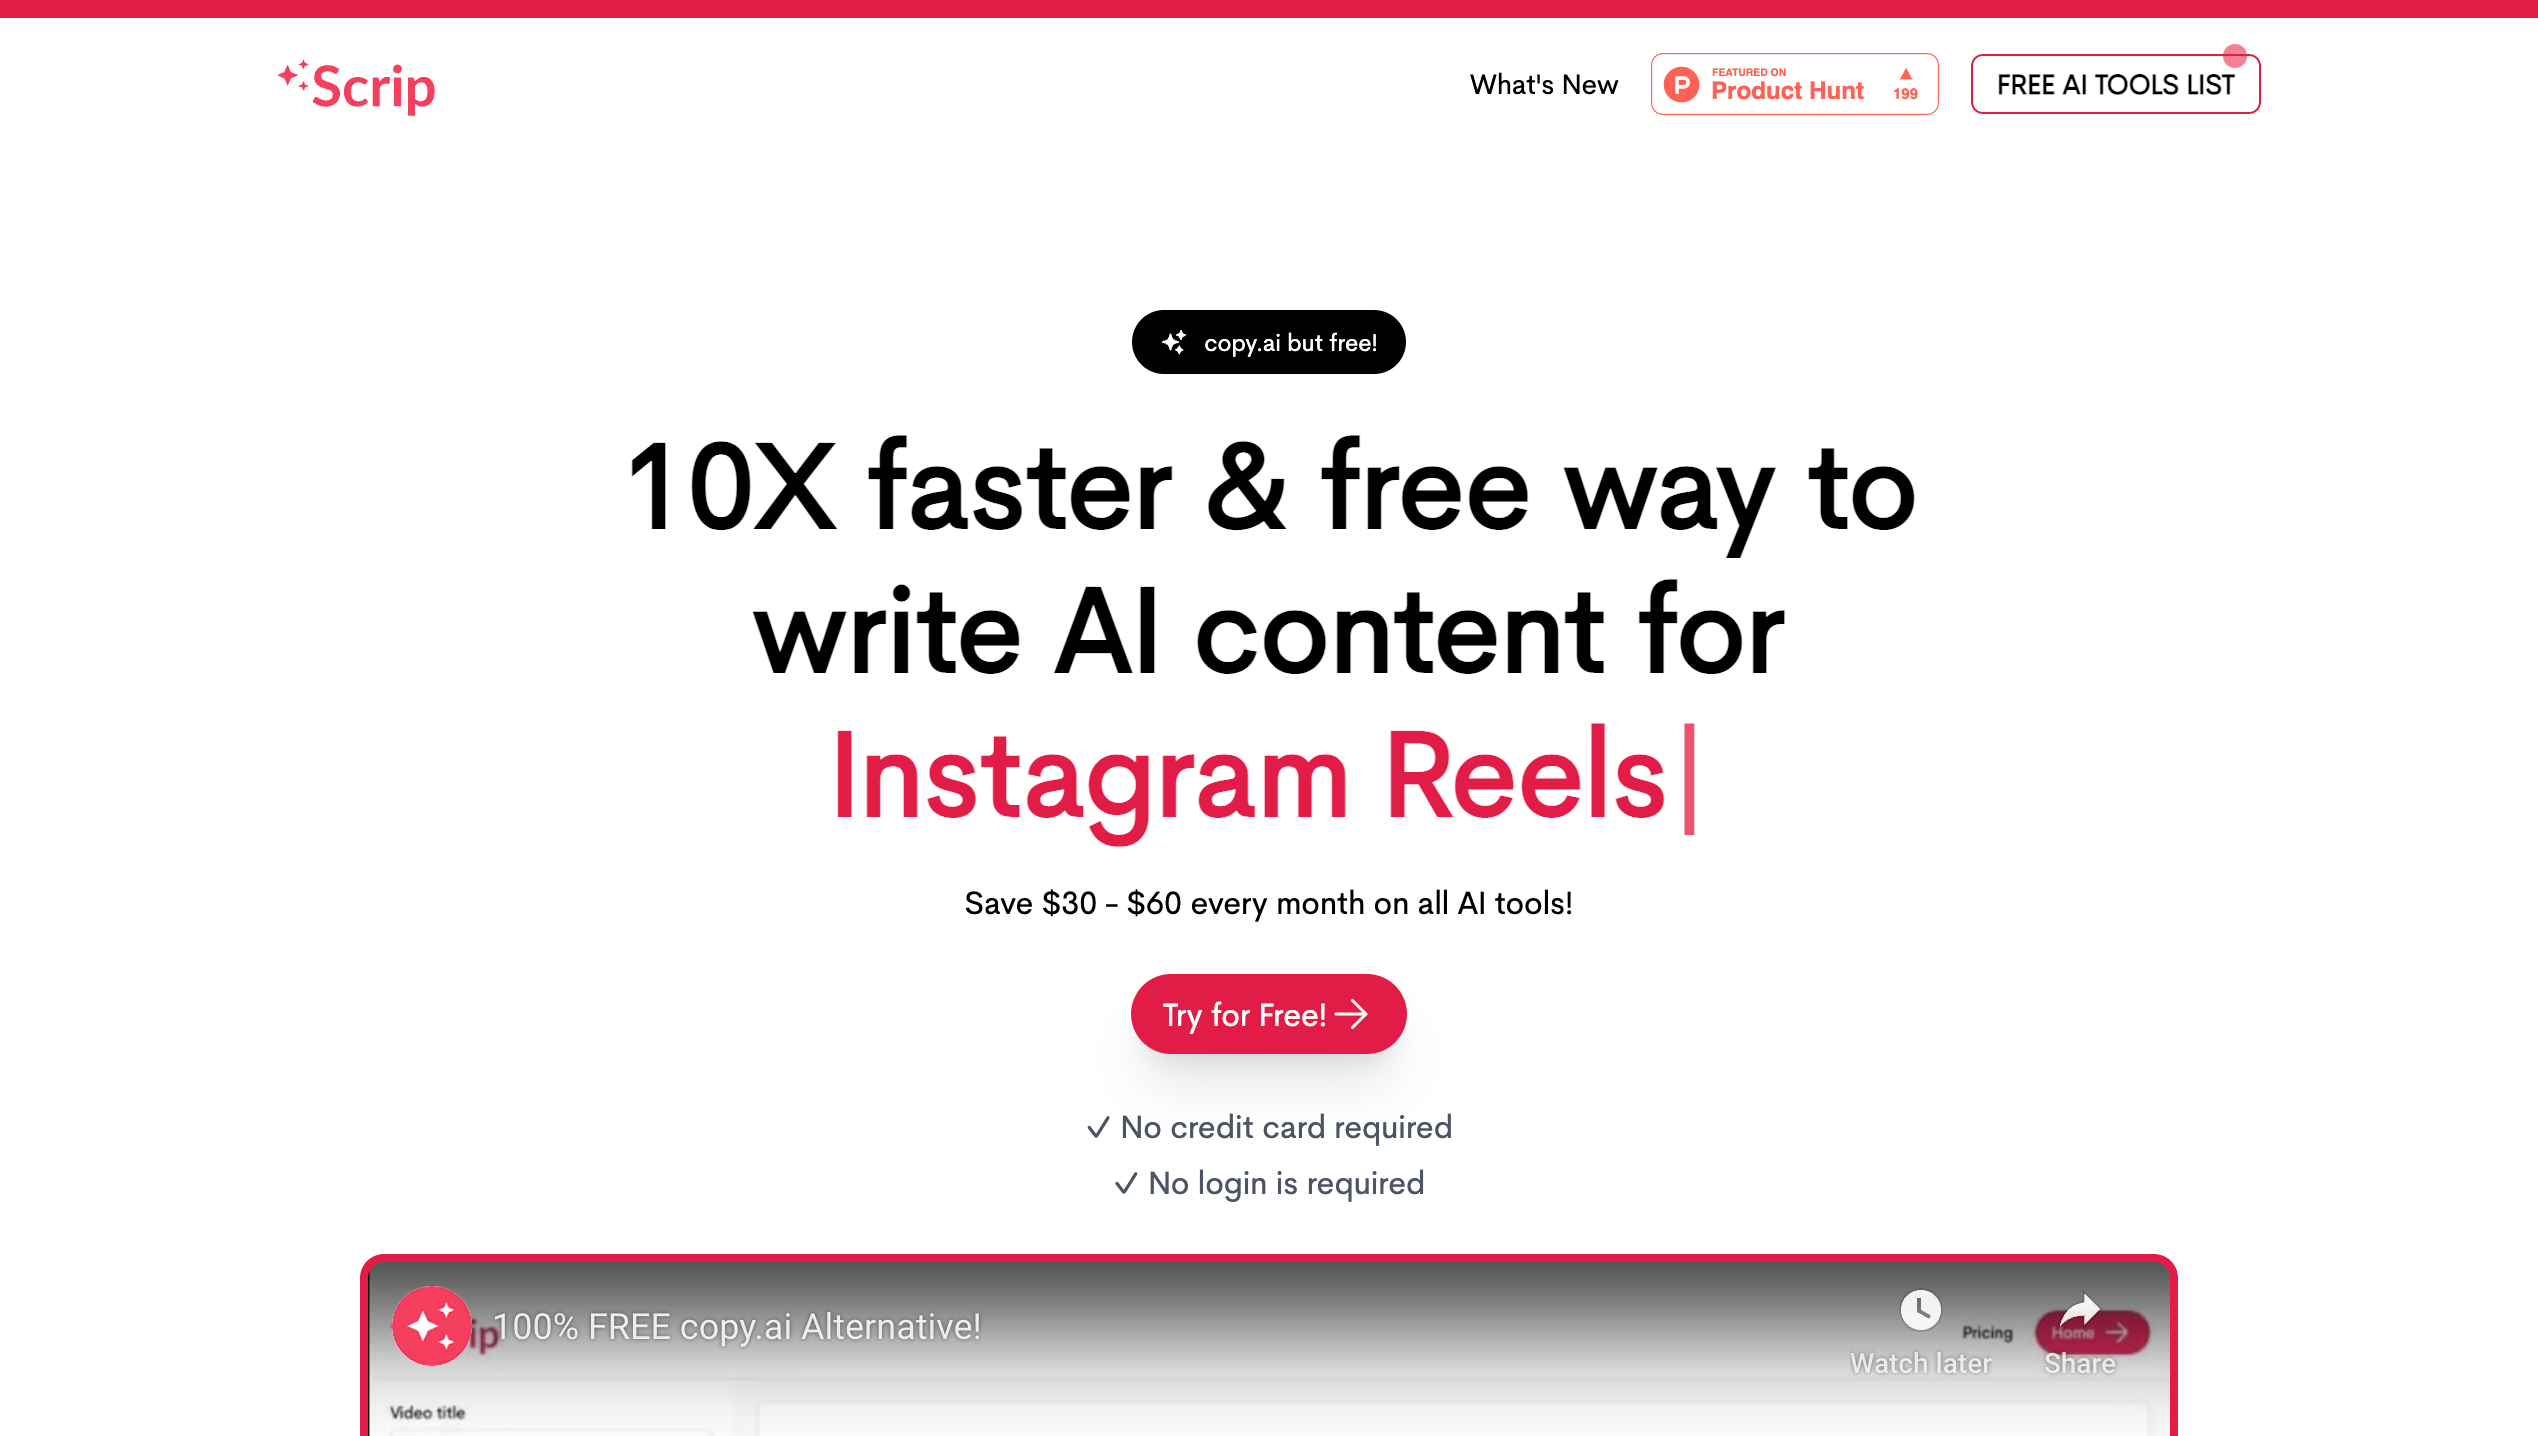 Scrip
What's New
FEATURED ON
Product Hunt
199
FREE AI TOOLS LIST
copy.ai but free!
10X faster & free way to
write AI content for
Instagram Reels|
Save $30 - $60 every month on all AI tools!
Try for Free!
✓ No credit card required
✓ No login is required
100% FREE copy.ai Alternative!
Watch later
Share
Pricing
Home
Video title